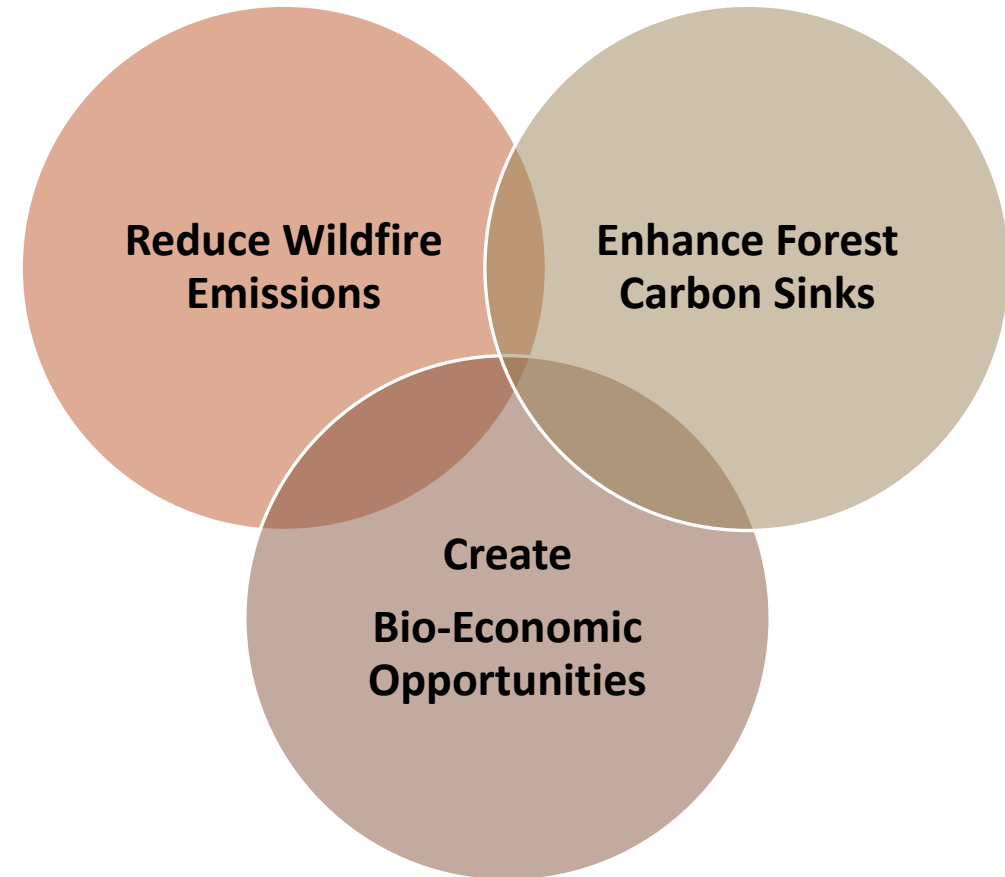 Reduce Wildfire
Emissions
Enhance Forest
Carbon Sinks
Create
Bio-Economic
Opportunities